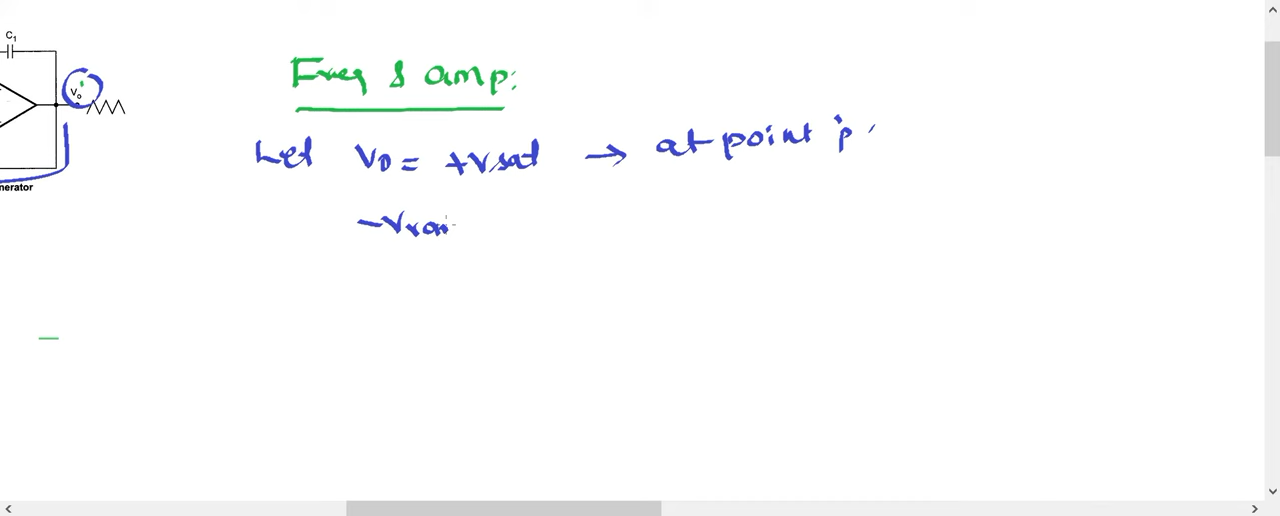 C₁
Freq & amp:
Vo'
Let Vo = +Vsat → at point 'p'
-Vrai
nerator